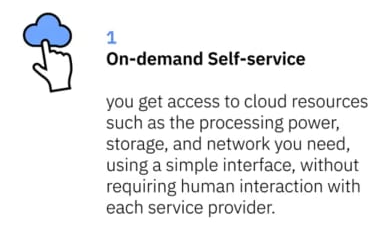 1
On-demand Self-service
you get access to cloud resources
such as the processing power,
storage, and network you need,
using a simple interface, without
requiring human interaction with
each service provider.